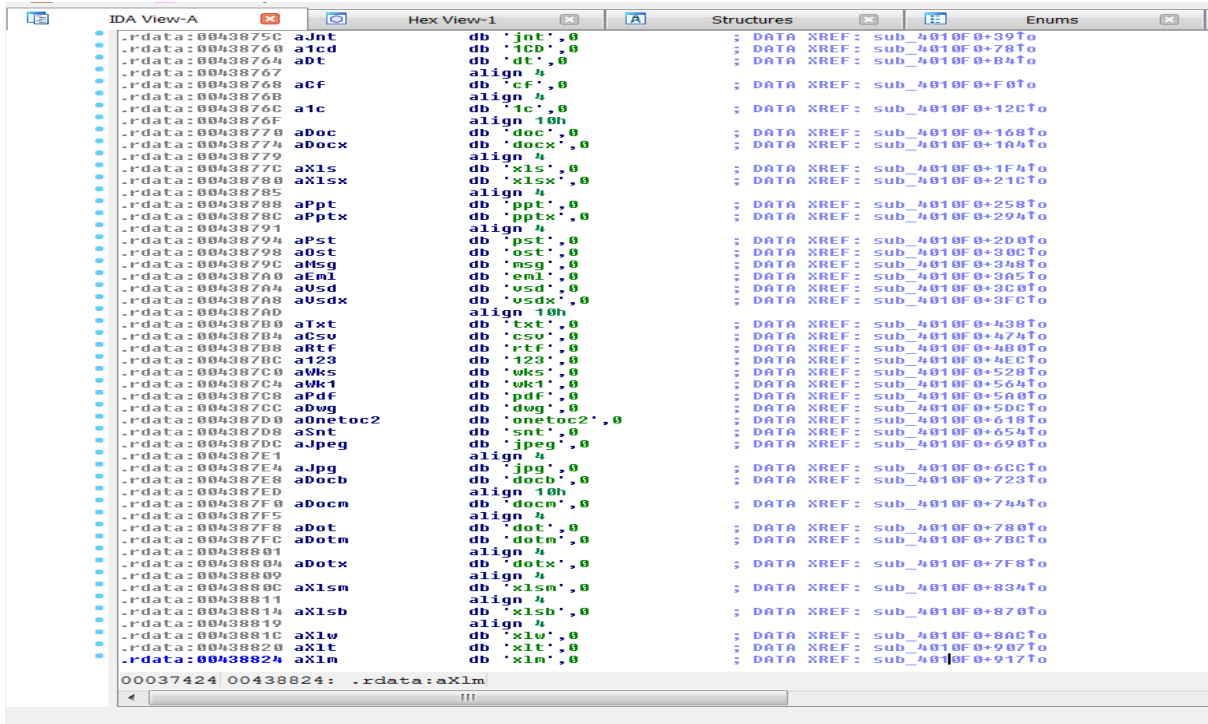 IDA View-A Hex View-1 A Structures Enums
.rdata:0043875C aJnt db 'jnt',0 ; DATA XREF: sub_4010F0+39↑o
.rdata:00438760 a1cd db '1CD',0 ; DATA XREF: sub_4010F0+78↑o
.rdata:00438764 aDt db 'dt',0 ; DATA XREF: sub_4010F0+B4↑o
.rdata:00438767 align 4
.rdata:00438768 aCf db 'cf',0 ; DATA XREF: sub_4010F0+F0↑o
.rdata:0043876B align 4
.rdata:0043876C a1c db '1c',0 ; DATA XREF: sub_4010F0+12C↑o
.rdata:0043876F align 10h
.rdata:00438770 aDoc db 'doc',0 ; DATA XREF: sub_4010F0+168↑o
.rdata:00438774 aDocx db 'docx',0 ; DATA XREF: sub_4010F0+1A4↑o
.rdata:00438779 align 4
.rdata:0043877C aXls db 'xls',0 ; DATA XREF: sub_4010F0+1F4↑o
.rdata:00438780 aXlsx db 'xlsx',0 ; DATA XREF: sub_4010F0+21C↑o
.rdata:00438785 align 4
.rdata:00438788 aPpt db 'ppt',0 ; DATA XREF: sub_4010F0+258↑o
.rdata:0043878C aPptx db 'pptx',0 ; DATA XREF: sub_4010F0+294↑o
.rdata:00438791 align 4
.rdata:00438794 aPst db 'pst',0 ; DATA XREF: sub_4010F0+2D0↑o
.rdata:00438798 aOst db 'ost',0 ; DATA XREF: sub_4010F0+30C↑o
.rdata:0043879C aMsg db 'msg',0 ; DATA XREF: sub_4010F0+348↑o
.rdata:004387A0 aEml db 'eml',0 ; DATA XREF: sub_4010F0+3A5↑o
.rdata:004387A4 aVsd db 'vsd',0 ; DATA XREF: sub_4010F0+3C0↑o
.rdata:004387A8 aVsdx db 'vsdx',0 ; DATA XREF: sub_4010F0+3FC↑o
.rdata:004387AD align 10h
.rdata:004387B0 aTxt db 'txt',0 ; DATA XREF: sub_4010F0+438↑o
.rdata:004387B4 aCsv db 'csv',0 ; DATA XREF: sub_4010F0+474↑o
.rdata:004387B8 aRtf db 'rtf',0 ; DATA XREF: sub_4010F0+4B0↑o
.rdata:004387BC a123 db '123',0 ; DATA XREF: sub_4010F0+4EC↑o
.rdata:004387C0 aWks db 'wks',0 ; DATA XREF: sub_4010F0+528↑o
.rdata:004387C4 aWk1 db 'wk1',0 ; DATA XREF: sub_4010F0+564↑o
.rdata:004387C8 aPdf db 'pdf',0 ; DATA XREF: sub_4010F0+5A0↑o
.rdata:004387CC aDwg db 'dwg',0 ; DATA XREF: sub_4010F0+5DC↑o
.rdata:004387D0 aOnetoc2 db 'onetoc2',0 ; DATA XREF: sub_4010F0+618↑o
.rdata:004387D8 aSnt db 'snt',0 ; DATA XREF: sub_4010F0+654↑o
.rdata:004387DC aJpeg db 'jpeg',0 ; DATA XREF: sub_4010F0+690↑o
.rdata:004387E1 align 4
.rdata:004387E4 aJpg db 'jpg',0 ; DATA XREF: sub_4010F0+6CC↑o
.rdata:004387E8 aDocb db 'docb',0 ; DATA XREF: sub_4010F0+723↑o
.rdata:004387ED align 10h
.rdata:004387F0 aDocm db 'docm',0 ; DATA XREF: sub_4010F0+744↑o
.rdata:004387F5 align 4
.rdata:004387F8 aDot db 'dot',0 ; DATA XREF: sub_4010F0+780↑o
.rdata:004387FC aDotm db 'dotm',0 ; DATA XREF: sub_4010F0+7BC↑o
.rdata:00438801 align 4
.rdata:00438804 aDotx db 'dotx',0 ; DATA XREF: sub_4010F0+7F8↑o
.rdata:00438809 align 4
.rdata:0043880C aXlsm db 'xlsm',0 ; DATA XREF: sub_4010F0+834↑o
.rdata:00438811 align 4
.rdata:00438814 aXlsb db 'xlsb',0 ; DATA XREF: sub_4010F0+870↑o
.rdata:00438819 align 4
.rdata:0043881C aXlw db 'xlw',0 ; DATA XREF: sub_4010F0+8AC↑o
.rdata:00438820 aXlt db 'xlt',0 ; DATA XREF: sub_4010F0+907↑o
.rdata:00438824 aXlm db 'xlm',0 ; DATA XREF: sub_4010F0+917↑o
00037424 00438824: .rdata:aXlm